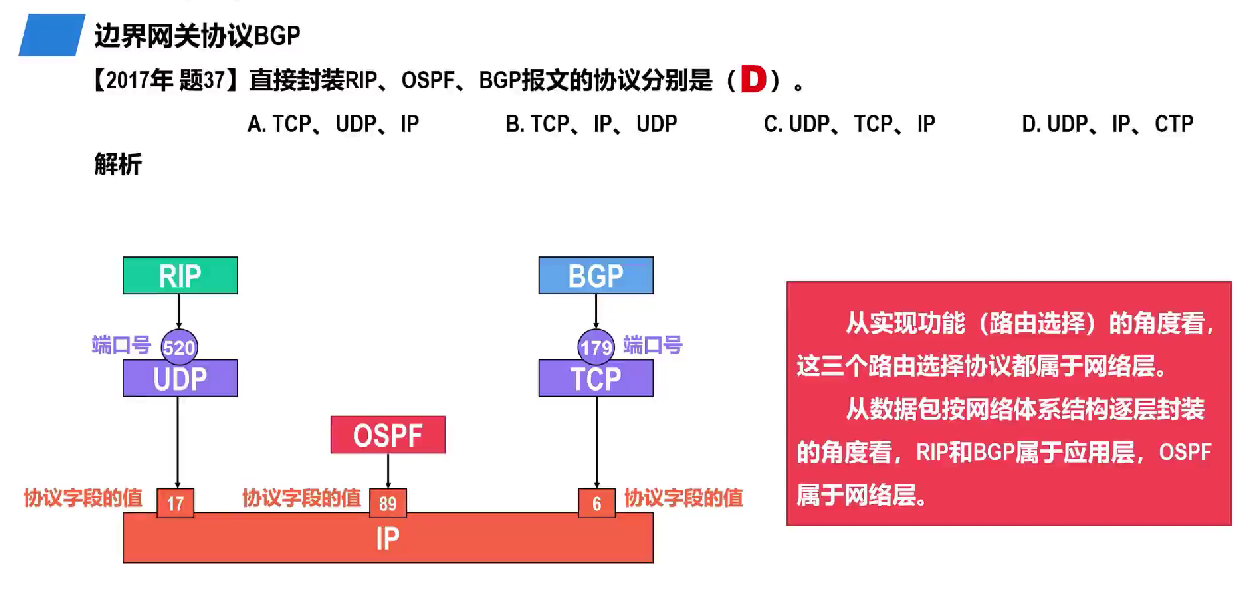 边界网关协议BGP
【2017年 题37】直接封装RIP、OSPF、BGP报文的协议分别是（D）。
A. TCP、UDP、IP B. TCP、IP、UDP C. UDP、TCP、IP D. UDP、IP、CTP
解析
RIP BGP
端口号 520 179 端口号
UDP TCP
OSPF
协议字段的值 17 协议字段的值 89 6 协议字段的值
IP
从实现功能（路由选择）的角度看，
这三个路由选择协议都属于网络层。
从数据包按网络体系结构逐层封装
的角度看，RIP和BGP属于应用层，OSPF
属于网络层。